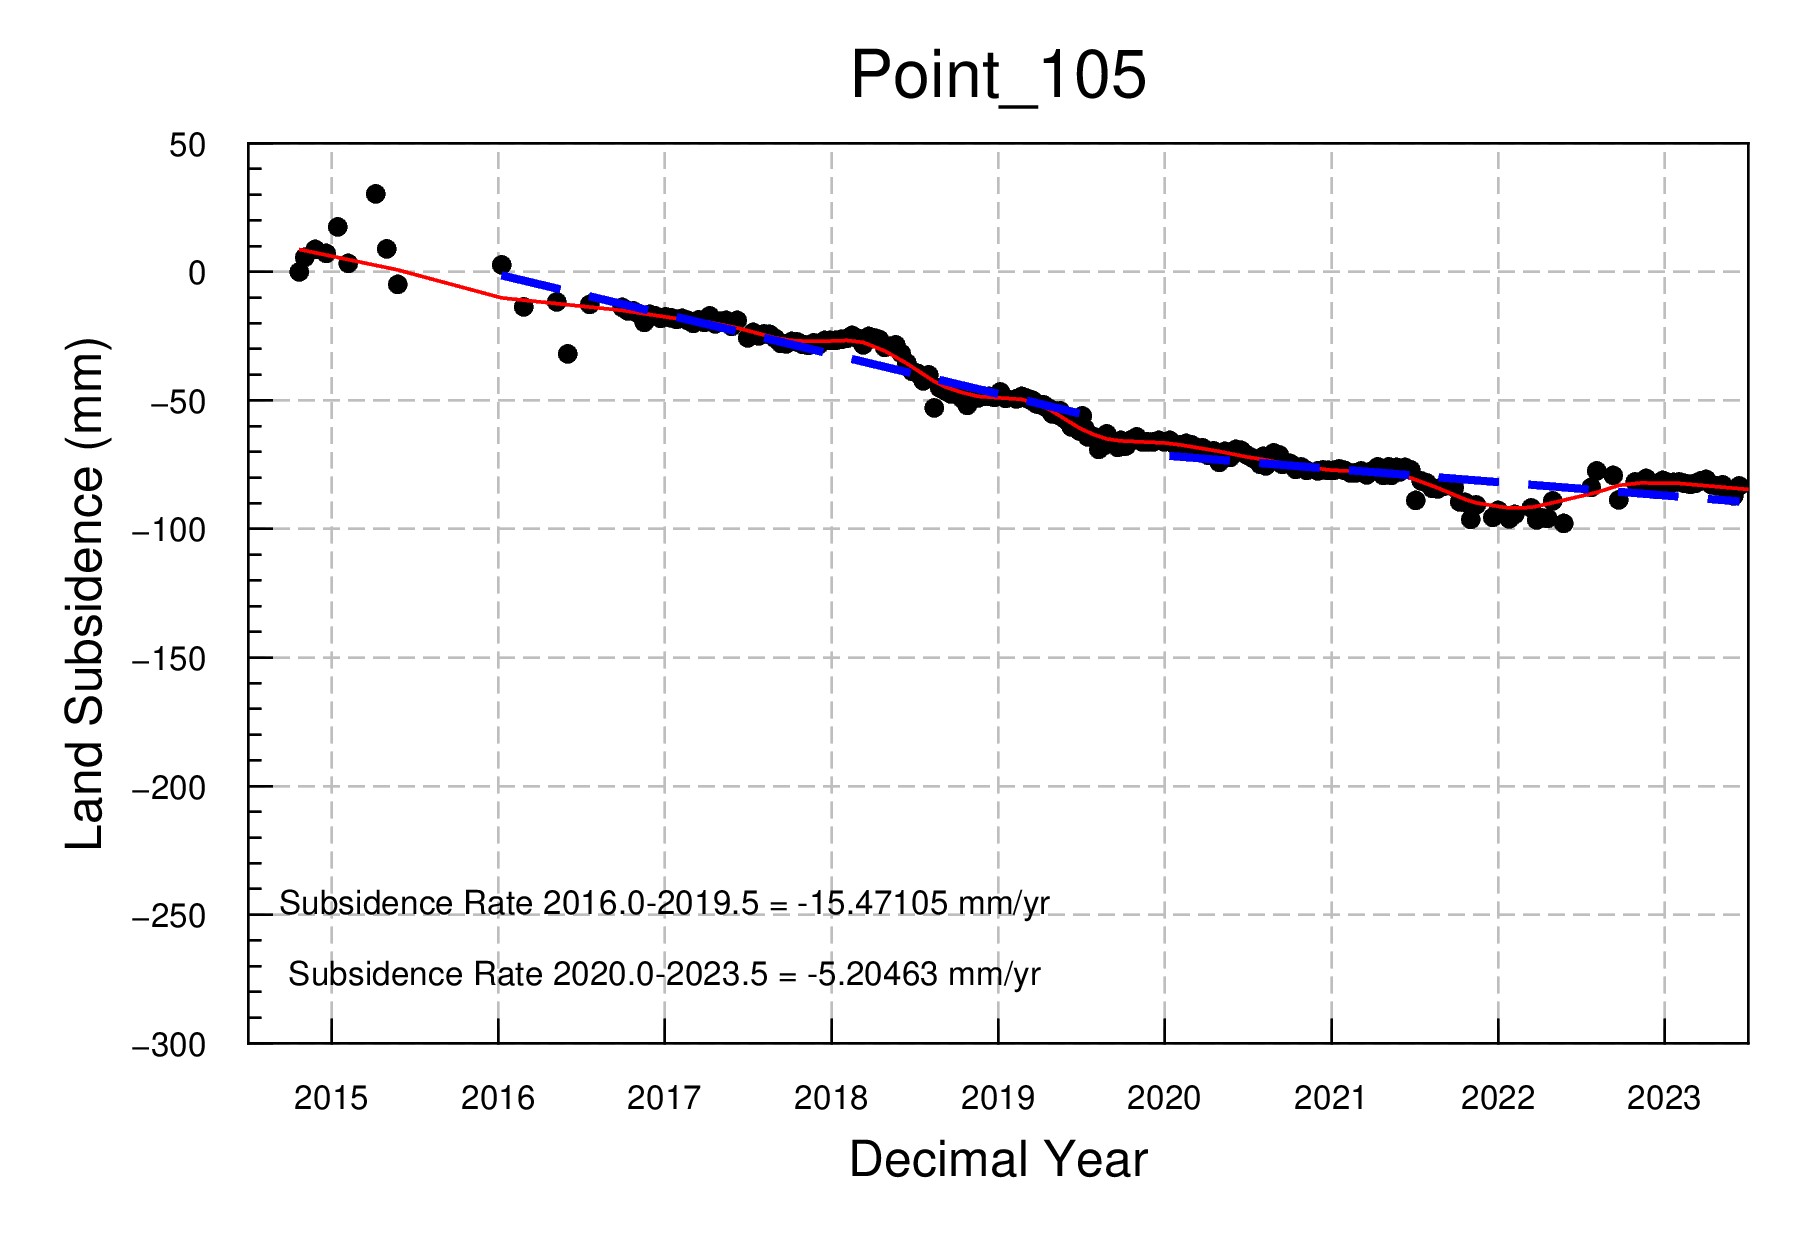 Point_105
50
0
−50
−100
−150
−200
−250
−300
Land Subsidence (mm)
Subsidence Rate 2016.0-2019.5 = -15.47105 mm/yr
Subsidence Rate 2020.0-2023.5 = -5.20463 mm/yr
2015 2016 2017 2018 2019 2020 2021 2022 2023
Decimal Year